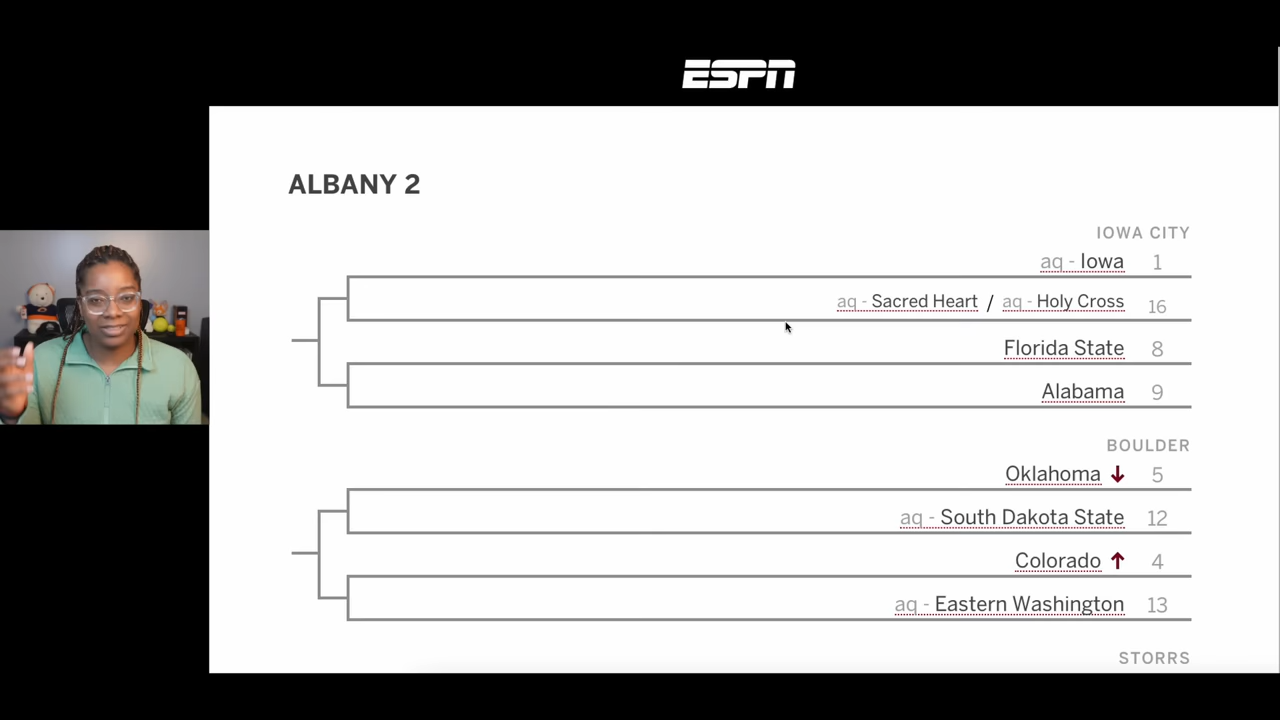 ESPN
ALBANY 2
IOWA CITY
aq - Iowa 1
aq - Sacred Heart / aq - Holy Cross 16
Florida State 8
Alabama 9
BOULDER
Oklahoma ↓ 5
aq - South Dakota State 12
Colorado ↑ 4
aq - Eastern Washington 13
STORRS